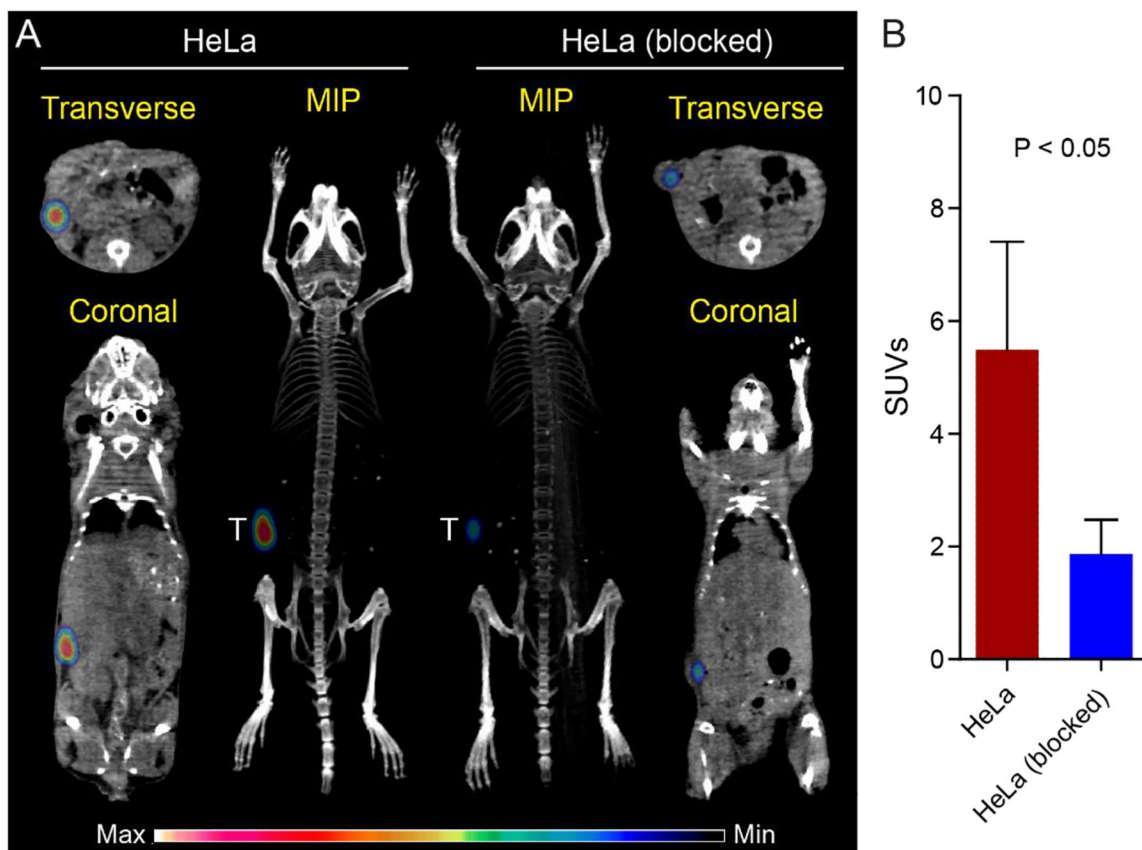 A
HeLa
HeLa (blocked)
Transverse
MIP
MIP
Transverse
Coronal
Coronal
T
T
Max
Min
B
10
8
6
4
2
0
SUVs
P < 0.05
HeLa
HeLa (blocked)